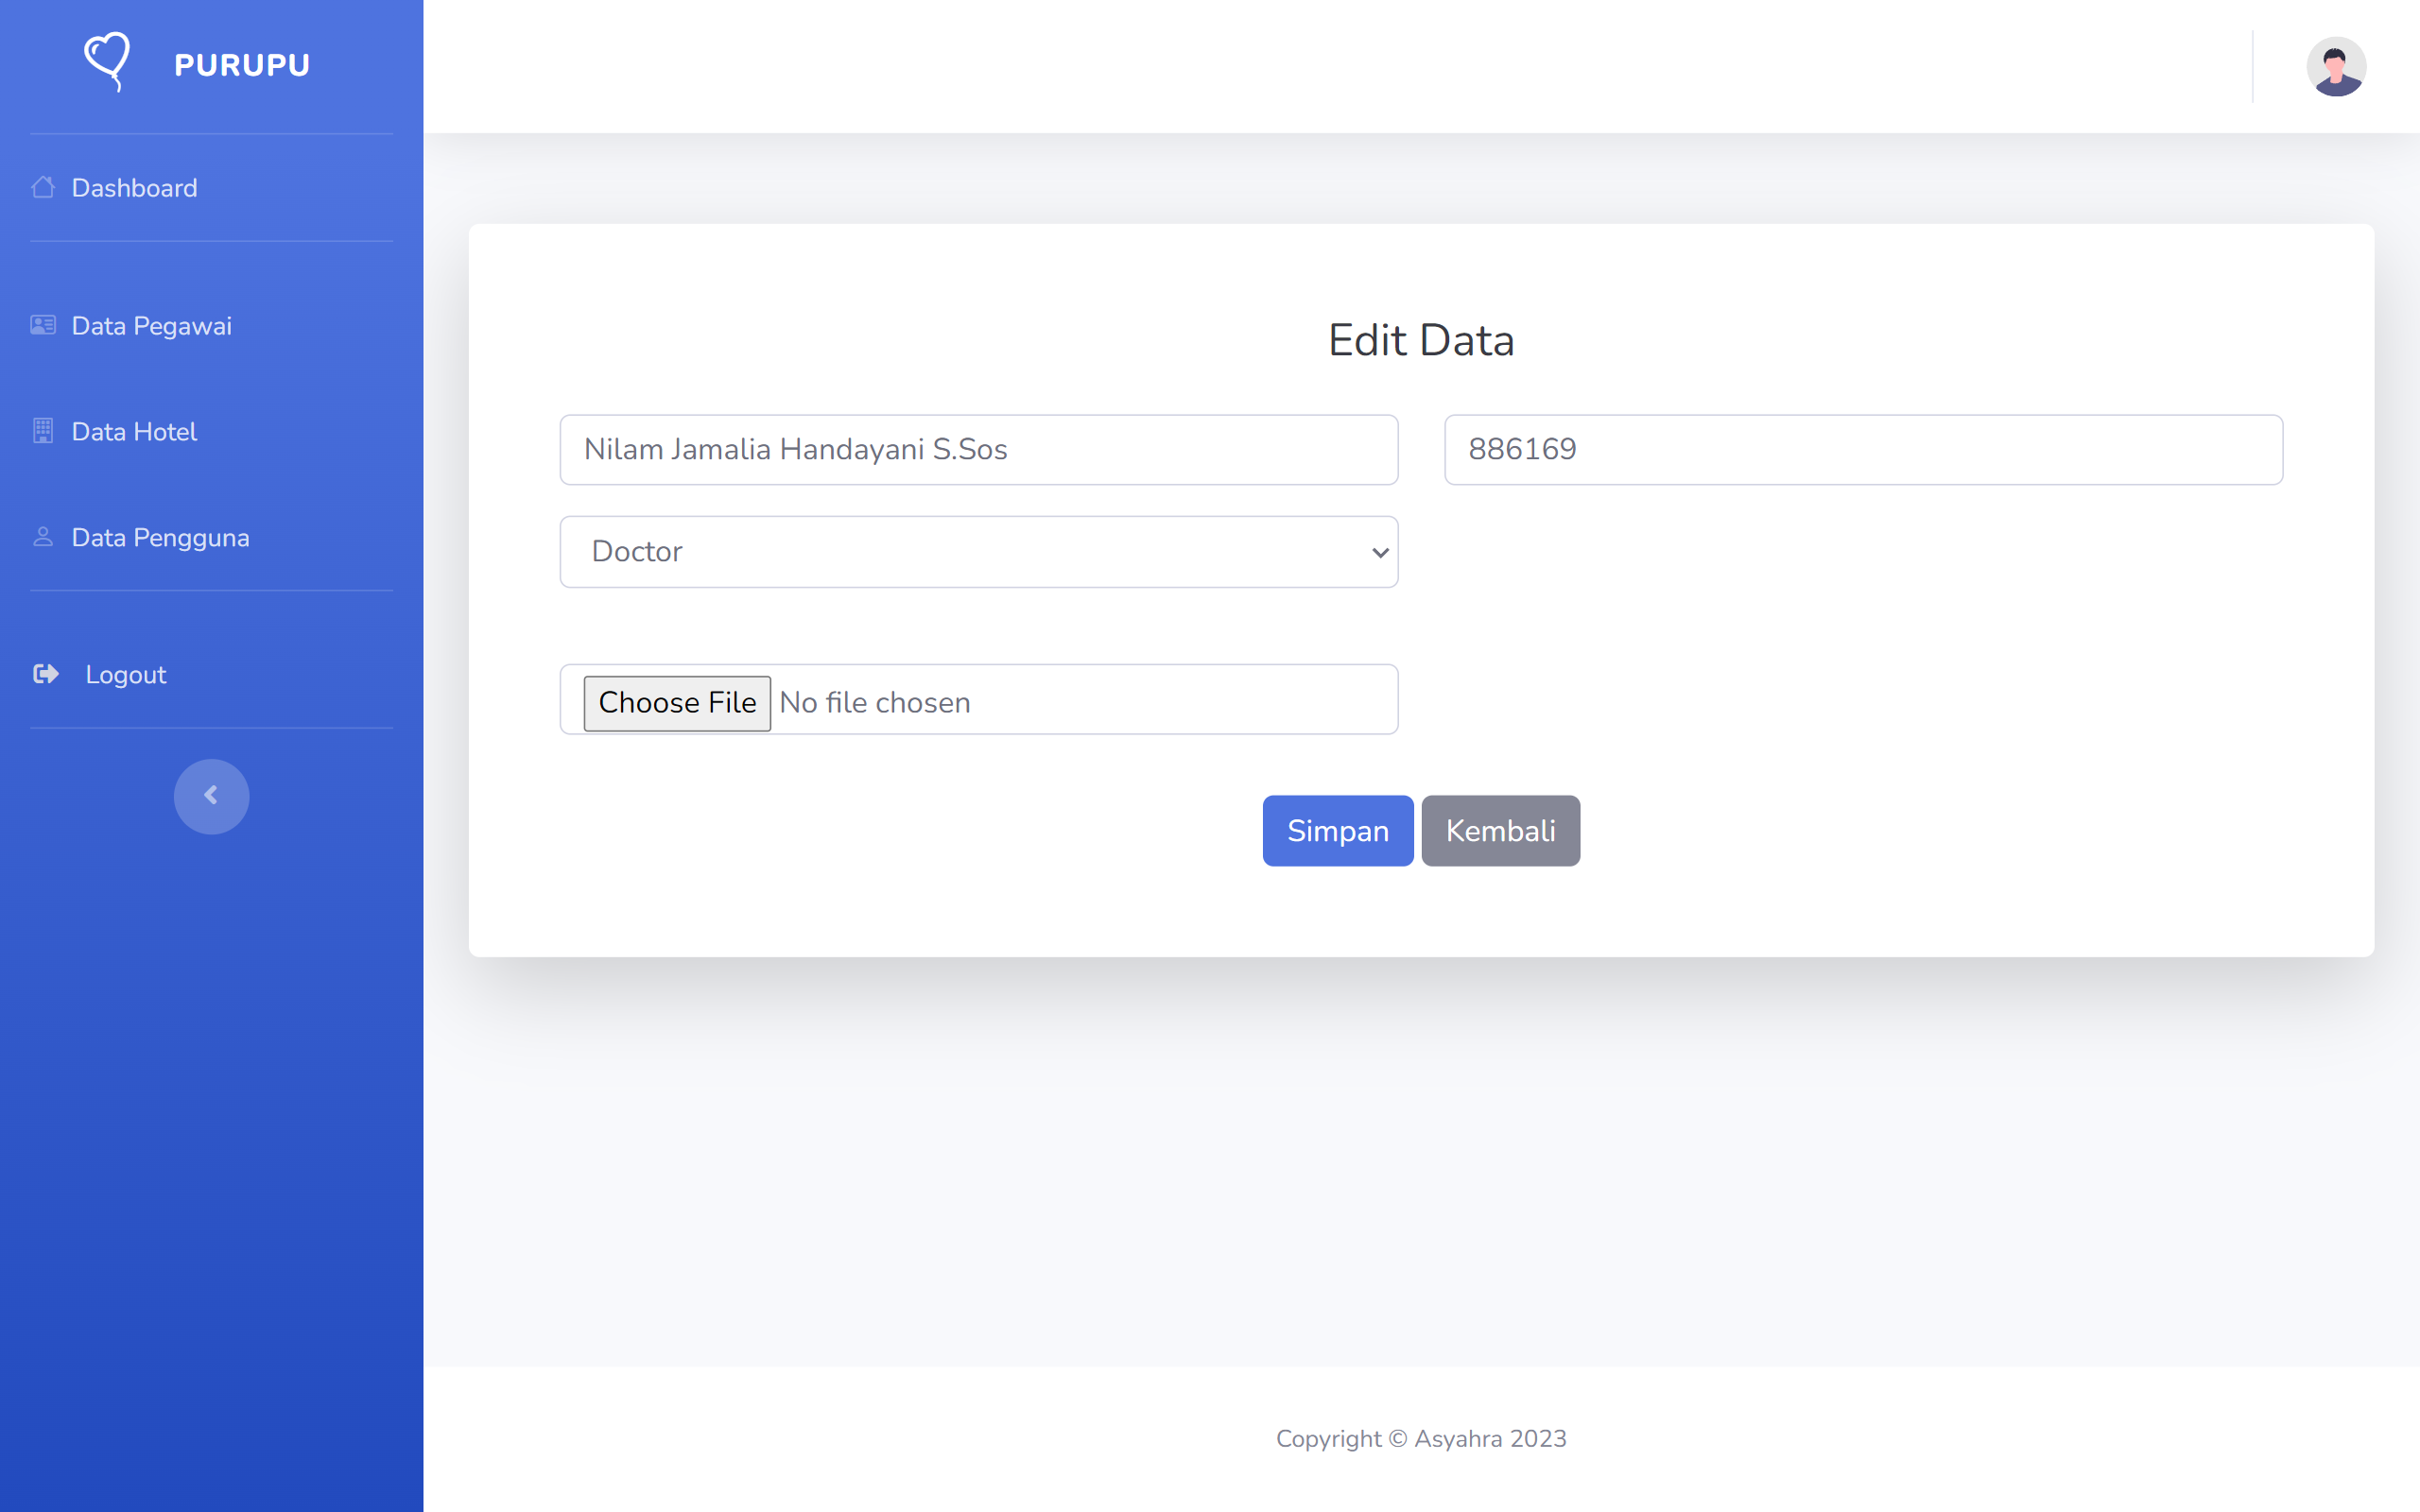 PURUPU
Dashboard
Data Pegawai
Data Hotel
Data Pengguna
Logout
Edit Data
Nilam Jamalia Handayani S.Sos
886169
Doctor
Choose File No file chosen
Simpan
Kembali
Copyright © Asyahra 2023